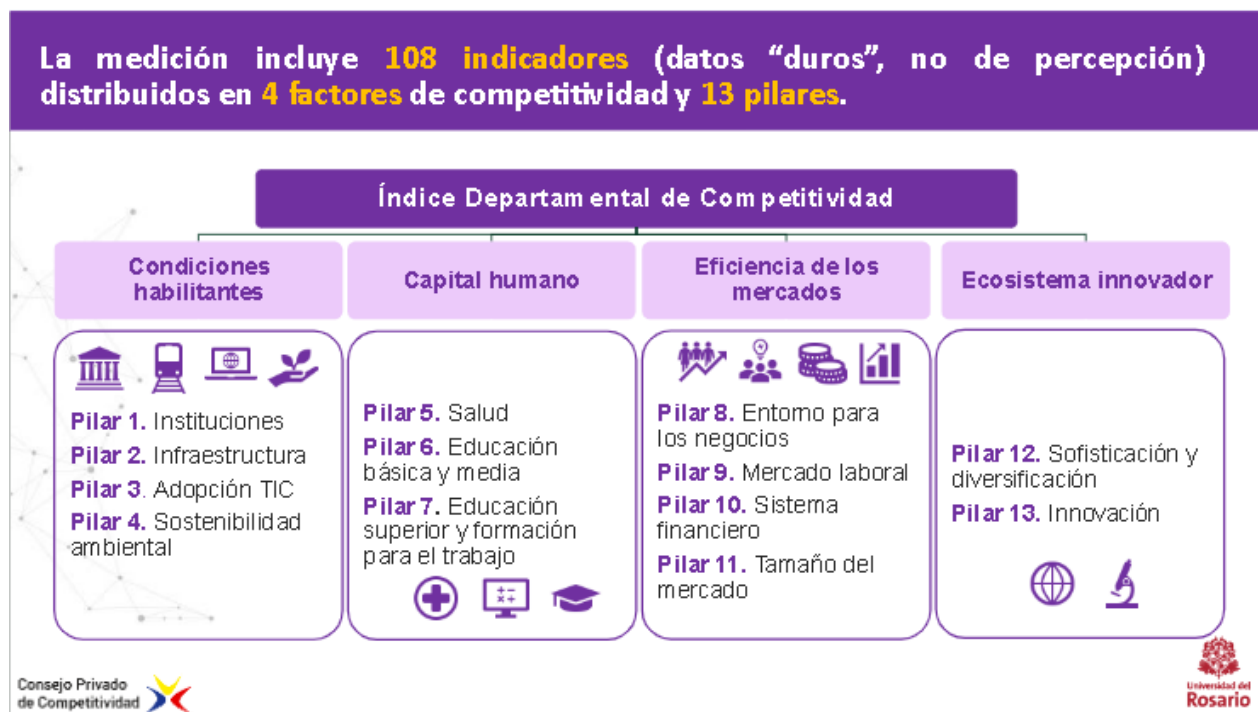 La medición incluye 108 indicadores (datos “duros”, no de percepción)
distribuidos en 4 factores de competitividad y 13 pilares.
Índice Departamental de Competitividad
Condiciones
habilitantes
Capital humano
Eficiencia de los
mercados
Ecosistema innovador
Pilar 1. Instituciones
Pilar 2. Infraestructura
Pilar 3. Adopción TIC
Pilar 4. Sostenibilidad
ambiental
Pilar 5. Salud
Pilar 6. Educación
básica y media
Pilar 7. Educación
superior y formación
para el trabajo
Pilar 8. Entorno para
los negocios
Pilar 9. Mercado laboral
Pilar 10. Sistema
financiero
Pilar 11. Tamaño del
mercado
Pilar 12. Sofisticación y
diversificación
Pilar 13. Innovación
Consejo Privado
de Competitividad
Universidad del
Rosario